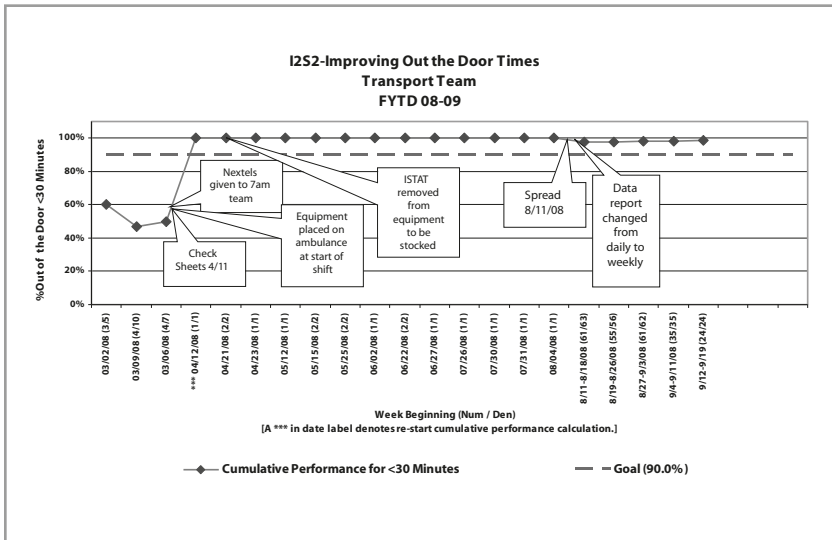 I2S2-Improving Out the Door Times
Transport Team
FYTD 08-09
%Out of the Door <30 Minutes
100%
80%
60%
40%
20%
0%
Nextels
given to 7am
team
Check
Sheets 4/11
Equipment
placed on
ambulance
at start of
shift
ISTAT
removed
from
equipment
to be
stocked
Spread
8/11/08
Data
report
changed
from
daily to
weekly
03/02/08 (3/5)
03/09/08 (4/10)
03/06/08 (4/7)
*** 04/12/08 (1/1)
04/21/08 (2/2)
04/23/08 (1/1)
05/12/08 (1/1)
05/15/08 (2/2)
05/25/08 (2/2)
06/02/08 (1/1)
06/22/08 (2/2)
06/27/08 (1/1)
07/26/08 (1/1)
07/30/08 (1/1)
07/31/08 (1/1)
08/04/08 (1/1)
8/11-8/18/08 (61/63)
8/19-8/26/08 (55/56)
8/27-9/3/08 (61/62)
9/4-9/11/08 (35/35)
9/12-9/19 (24/24)
Week Beginning (Num / Den)
[A *** in date label denotes re-start cumulative performance calculation.]
Cumulative Performance for <30 Minutes
Goal (90.0%)